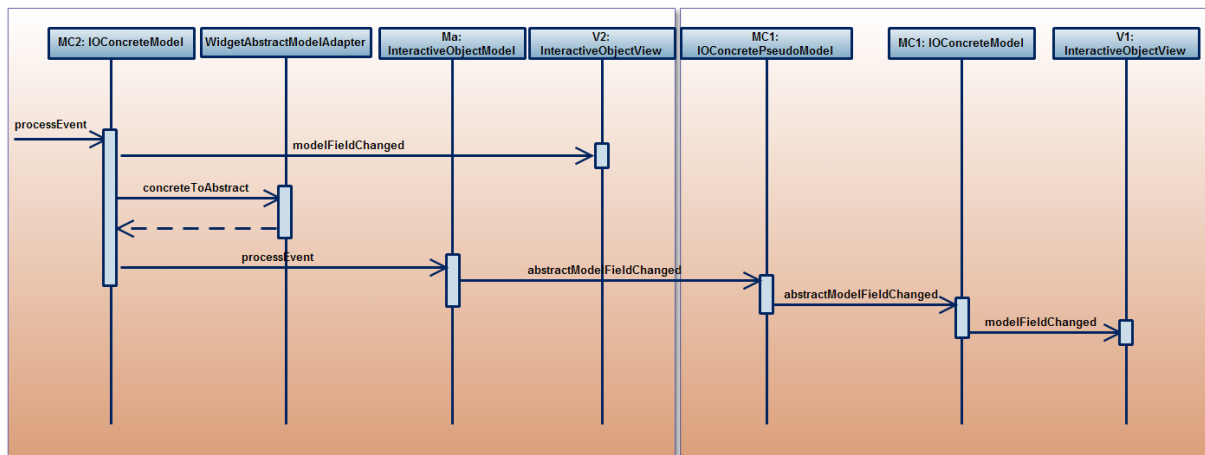 MC2: IOConcreteModel
WidgetAbstractModelAdapter
Ma:
InteractiveObjectModel
V2:
InteractiveObjectView
MC1:
IOConcretePseudoModel
MC1: IOConcreteModel
V1:
InteractiveObjectView
processEvent
modelFieldChanged
concreteToAbstract
processEvent
abstractModelFieldChanged
abstractModelFieldChanged
modelFieldChanged